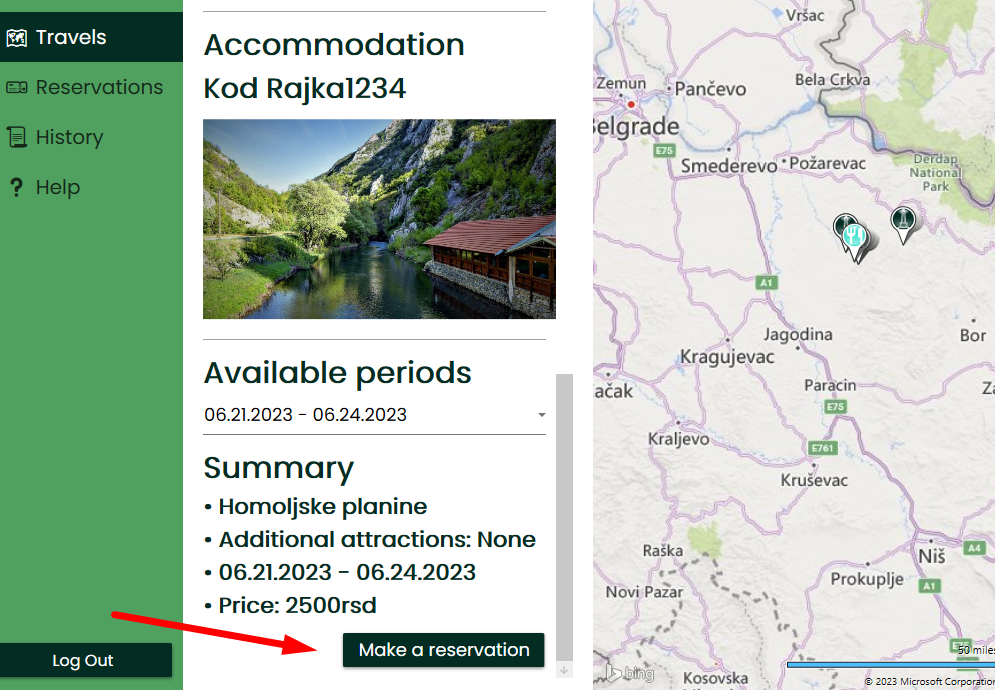 Travels
Reservations
History
? Help
Log Out
Accommodation
Kod Rajka1234
Available periods
06.21.2023 - 06.24.2023
Summary
• Homoljske planine
• Additional attractions: None
• 06.21.2023 - 06.24.2023
• Price: 2500rsd
Make a reservation
Vršac
Zemun
Pančevo
Bela Crkva
Belgrade
E75
Smederevo
Požarevac
Đerdap
National
Park
A1
Jagodina
Bor
Kragujevac
Paracin
E75
Kraljevo
E761
Kruševac
Raška
Niš
A4
Prokuplje
A1
Novi Pazar
50 miles
bing
Kosovska
© 2023 Microsoft Corporation